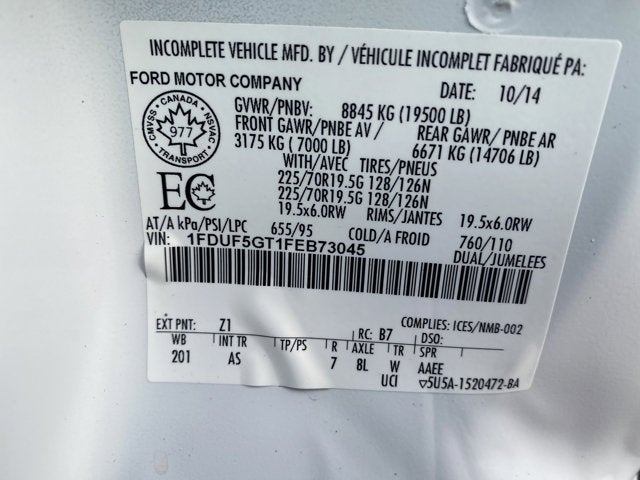 INCOMPLETE VEHICLE MFD. BY / VÉHICULE INCOMPLET FABRIQUÉ PA:
FORD MOTOR COMPANY
DATE: 10/14
GVWR/PNBV: 8845 KG (19500 LB)
FRONT GAWR/PNBE AV / REAR GAWR/ PNBE AR
3175 KG ( 7000 LB) 6671 KG (14706 LB)
CMVSS • CANADA • NSVAC
977
TRANSPORT
WITH/AVEC TIRES/PNEUS
225/70R19.5G 128/126N
225/70R19.5G 128/126N
EC
19.5x6.0RW RIMS/JANTES 19.5x6.0RW
AT/A kPa/PSI/LPC 655/95 COLD/A FROID 760/110
VIN: 1FDUF5GT1FEB73045 DUAL/JUMELEES
COMPLIES: ICES/NMB-002
EXT PNT: Z1 RC: B7 DSO:
WB INT TR TP/PS R AXLE TR SPR
201 AS 7 8L W AAEE
UCI ▽5U5A-1520472-BA